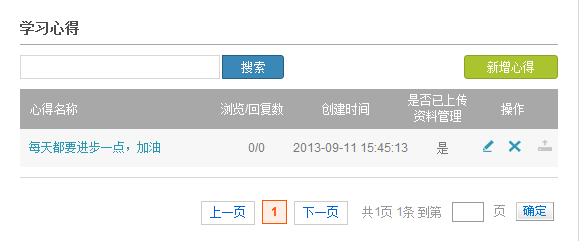 学习心得
搜索 新增心得
心得名称 浏览/回复数 创建时间 是否已上传 操作
资料管理
每天都要进步一点，加油 0/0 2013-09-11 15:45:13 是
上一页 1 下一页 共1页 1条 到第 页 确定